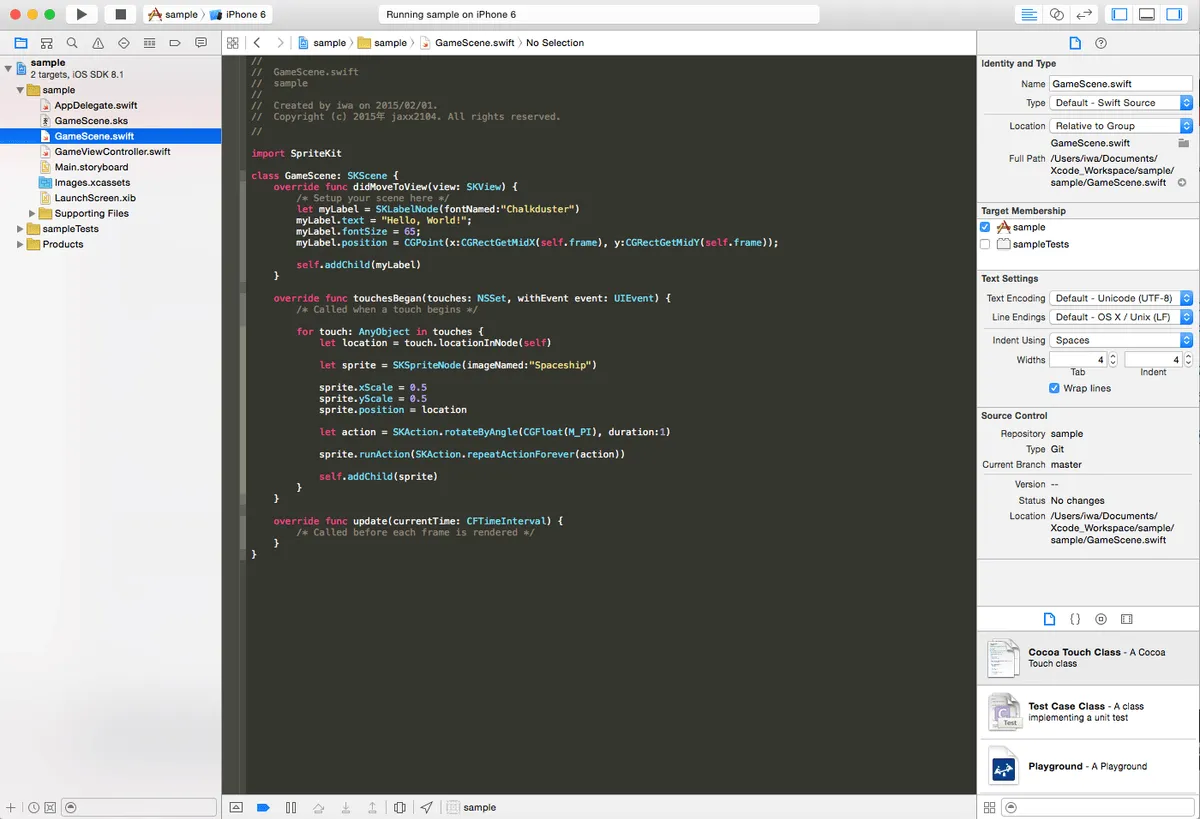 sample 〉 iPhone 6
Running sample on iPhone 6
sample
2 targets, iOS SDK 8.1
sample
AppDelegate.swift
GameScene.sks
GameScene.swift
GameViewController.swift
Main.storyboard
Images.xcassets
LaunchScreen.xib
Supporting Files
sampleTests
Products
sample 〉 sample 〉 GameScene.swift 〉 No Selection
//
//  GameScene.swift
//  sample
//
//  Created by iwa on 2015/02/01.
//  Copyright (c) 2015年 jaxx2104. All rights reserved.
//
import SpriteKit
class GameScene: SKScene {
    override func didMoveToView(view: SKView) {
        /* Setup your scene here */
        let myLabel = SKLabelNode(fontNamed:"Chalkduster")
        myLabel.text = "Hello, World!";
        myLabel.fontSize = 65;
        myLabel.position = CGPoint(x:CGRectGetMidX(self.frame), y:CGRectGetMidY(self.frame));
        self.addChild(myLabel)
    }
    override func touchesBegan(touches: NSSet, withEvent event: UIEvent) {
        /* Called when a touch begins */
        for touch: AnyObject in touches {
            let location = touch.locationInNode(self)
            let sprite = SKSpriteNode(imageNamed:"Spaceship")
            sprite.xScale = 0.5
            sprite.yScale = 0.5
            sprite.position = location
            let action = SKAction.rotateByAngle(CGFloat(M_PI), duration:1)
            sprite.runAction(SKAction.repeatActionForever(action))
            self.addChild(sprite)
        }
    }
    override func update(currentTime: CFTimeInterval) {
        /* Called before each frame is rendered */
    }
}
sample
Identity and Type
Name GameScene.swift
Type Default - Swift Source
Location Relative to Group
GameScene.swift
Full Path /Users/iwa/Documents/
Xcode_Workspace/sample/
sample/GameScene.swift
Target Membership
sample
sampleTests
Text Settings
Text Encoding Default - Unicode (UTF-8)
Line Endings Default - OS X / Unix (LF)
Indent Using Spaces
Widths 4 4
Tab Indent
Wrap lines
Source Control
Repository sample
Type Git
Current Branch master
Version --
Status No changes
Location /Users/iwa/Documents/
Xcode_Workspace/sample/
sample/GameScene.swift
Cocoa Touch Class - A Cocoa
Touch class
Test Case Class - A class
implementing a unit test
Test
Playground - A Playground